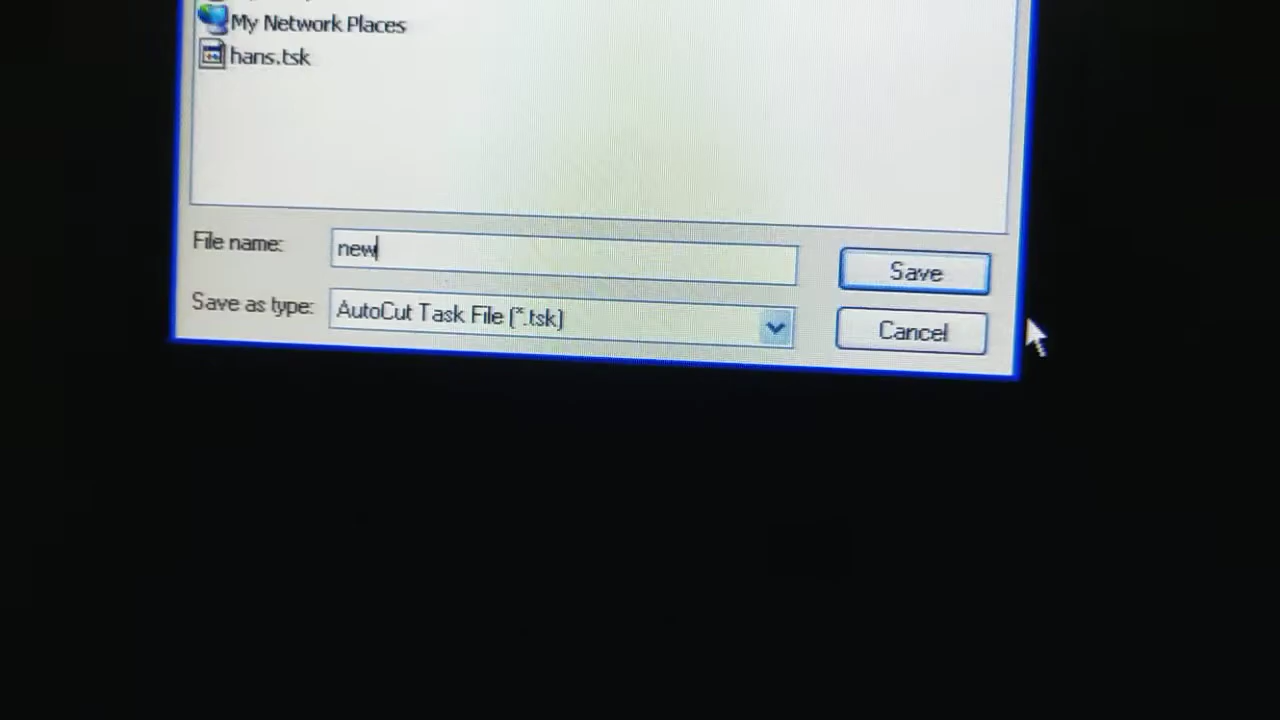 My Network Places
hans.tsk
File name: new Save
Save as type: AutoCut Task File (*.tsk) Cancel